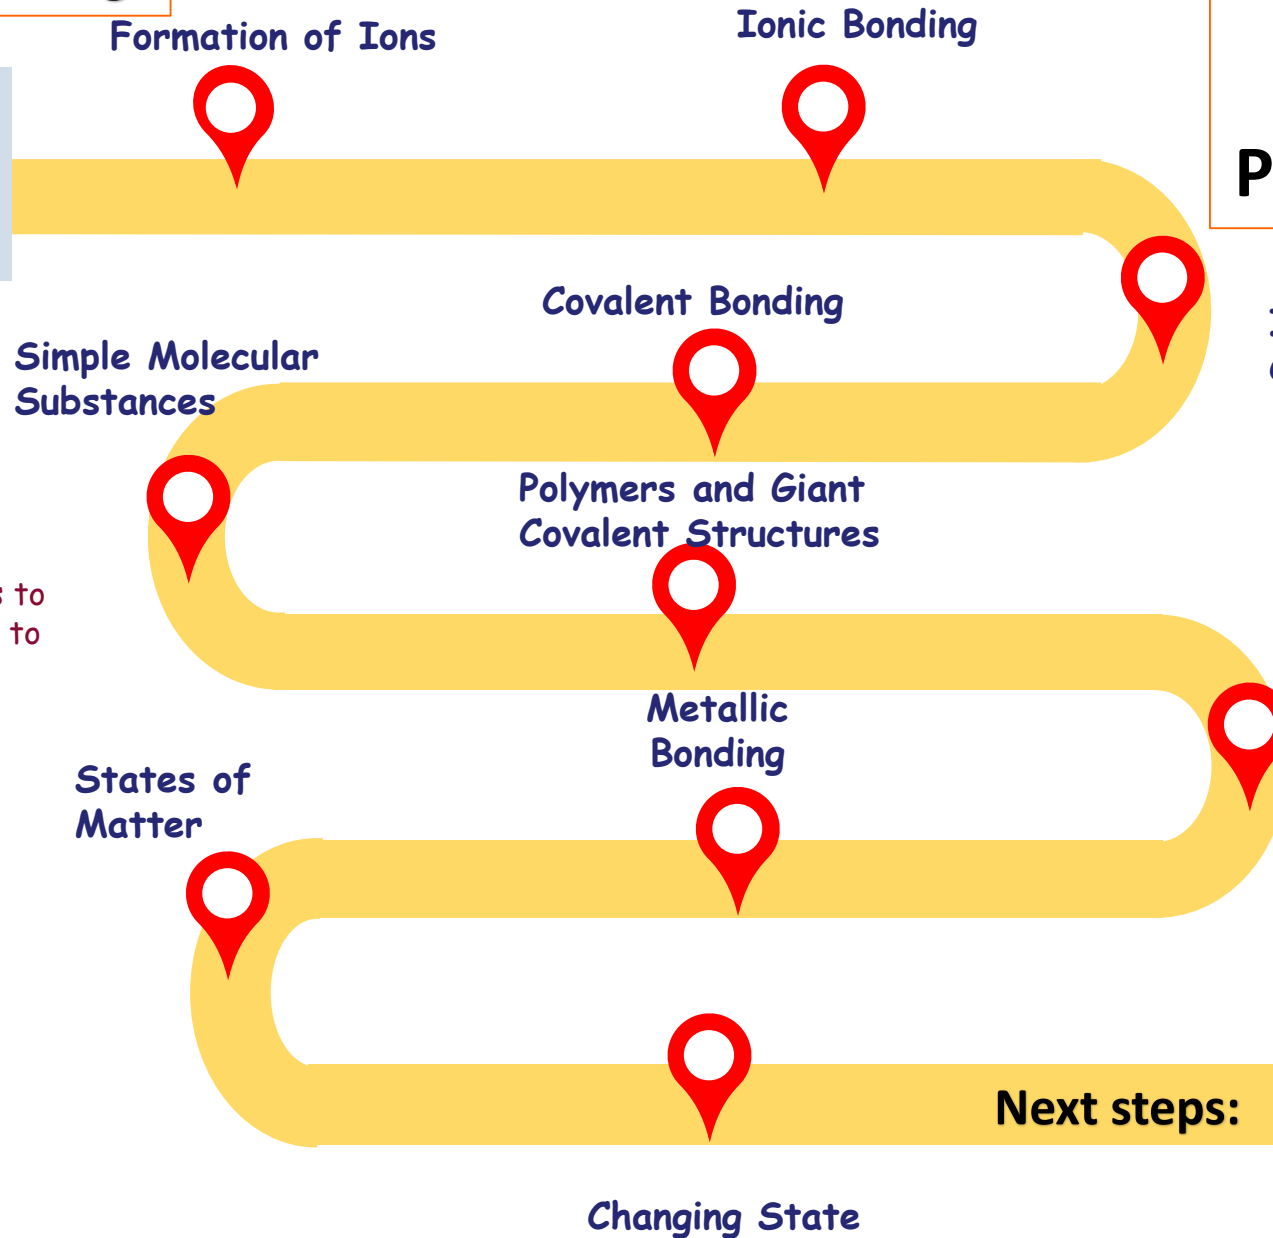 Formation of Ions
Ionic Bonding
P
Covalent Bonding
Simple Molecular
Substances
Polymers and Giant
Covalent Structures
to
to
Metallic
Bonding
States of
Matter
Next steps:
Changing State